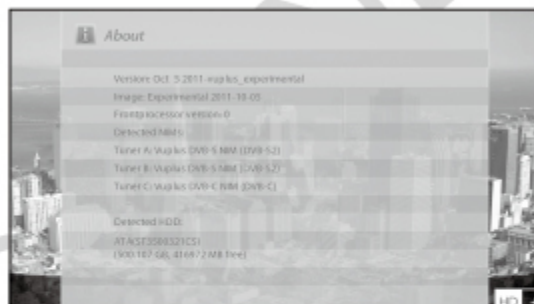 About
Version: Oct 5 2011-vuplus_experimental
Image: Experimental 2011-10-05
Frontprocessor version: 0
Detected NIMs:
Tuner A: Vuplus DVB-S NIM (DVB-S2)
Tuner B: Vuplus DVB-S NIM (DVB-S2)
Tuner C: Vuplus DVB-C NIM (DVB-C)
Detected HDD:
(500.107 GB, 416972 MB free)
HD